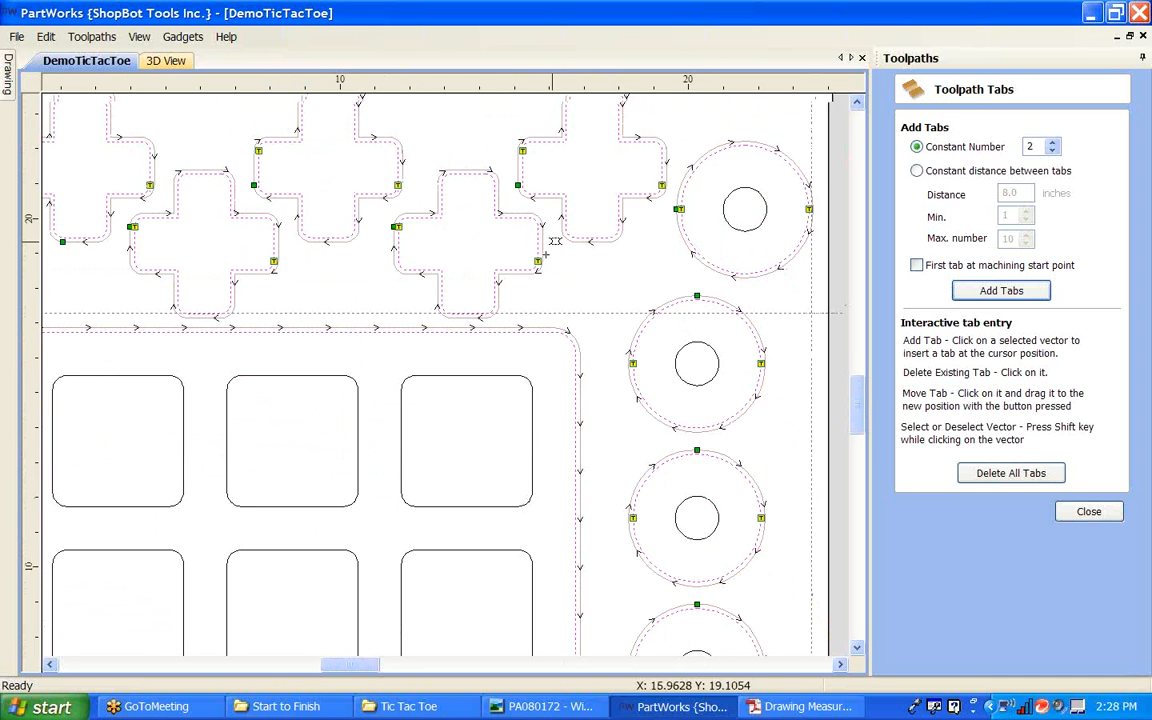 PartWorks {ShopBot Tools Inc.} - [DemoTicTacToe]
File Edit Toolpaths View Gadgets Help
Drawing
DemoTicTacToe 3D View
Toolpaths
10 20
20
10
Toolpath Tabs
Add Tabs
Constant Number 2
Constant distance between tabs
Distance 8.0 inches
Min. 1
Max. number 10
First tab at machining start point
Add Tabs
Interactive tab entry
Add Tab - Click on a selected vector to
insert a tab at the cursor position.
Delete Existing Tab - Click on it.
Move Tab - Click on it and drag it to the
new position with the button pressed
Select or Deselect Vector - Press Shift key
while clicking on the vector
Delete All Tabs
Close
T T T T T
T T T T T T
T T
T T
Ready X: 15.9628 Y: 19.1054
start GoToMeeting Start to Finish Tic Tac Toe PA080172 - Wi... PartWorks {Sho... Drawing Measur... 2:28 PM